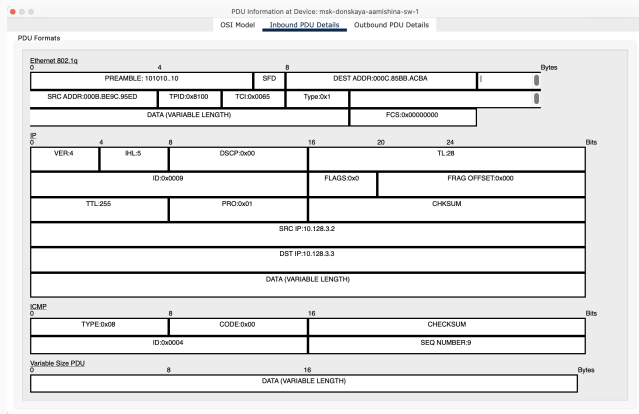 PDU Information at Device: msk-donskaya-aamishina-sw-1
OSI Model Inbound PDU Details Outbound PDU Details
PDU Formats
Ethernet 802.1q
0 4 8 Bytes
PREAMBLE: 101010..10 SFD DEST ADDR:000C.85BB.ACBA
SRC ADDR:000B.BE9C.95ED TPID:0x8100 TCI:0x0065 Type:0x1
DATA (VARIABLE LENGTH) FCS:0x00000000
IP
0 4 8 16 20 24 Bits
VER:4 IHL:5 DSCP:0x00 TL:28
ID:0x0009 FLAGS:0x0 FRAG OFFSET:0x000
TTL:255 PRO:0x01 CHKSUM
SRC IP:10.128.3.2
DST IP:10.128.3.3
DATA (VARIABLE LENGTH)
ICMP
0 8 16 Bits
TYPE:0x08 CODE:0x00 CHECKSUM
ID:0x0004 SEQ NUMBER:9
Variable Size PDU
0 8 16 Bytes
DATA (VARIABLE LENGTH)